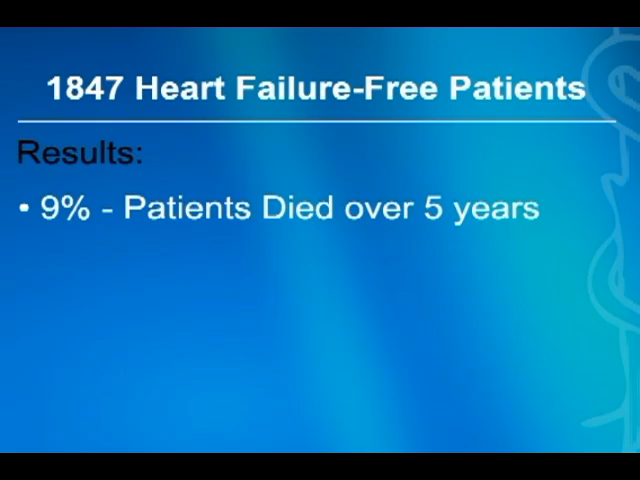 1847 Heart Failure-Free Patients
Results:
• 9% - Patients Died over 5 years